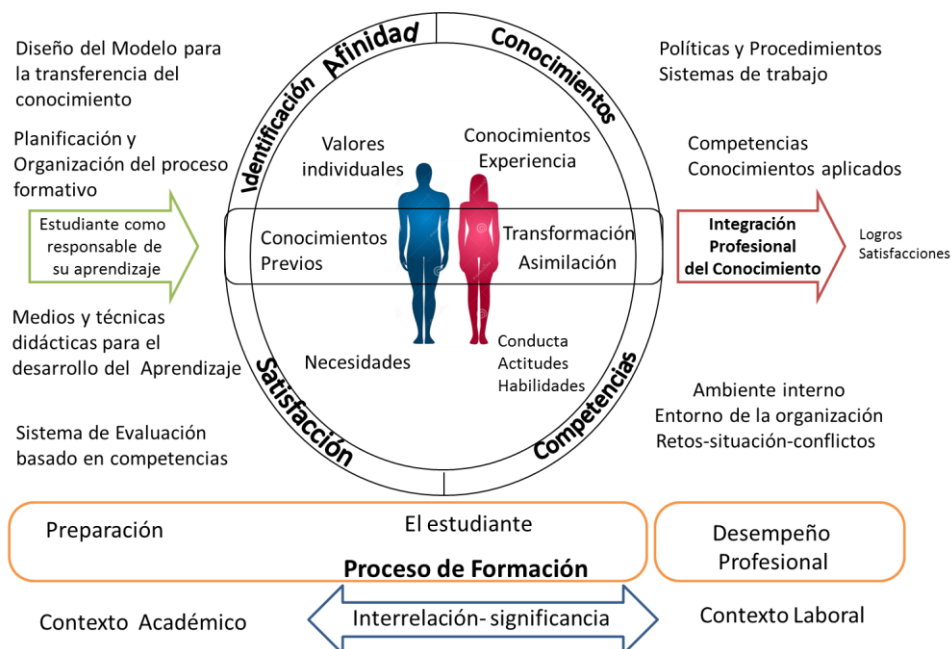 Diseño del Modelo para
la transferencia del
conocimiento
Planificación y
Organización del proceso
formativo
Estudiante como
responsable de
su aprendizaje
Medios y técnicas
didácticas para el
desarrollo del Aprendizaje
Sistema de Evaluación
basado en competencias
Identificación Afinidad
Conocimientos
Satisfacción
Competencias
Valores
individuales
Conocimientos
Experiencia
Conocimientos
Previos
Transformación
Asimilación
Necesidades
Conducta
Actitudes
Habilidades
Políticas y Procedimientos
Sistemas de trabajo
Competencias
Conocimientos aplicados
Integración
Profesional
del Conocimiento
Logros
Satisfacciones
Ambiente interno
Entorno de la organización
Retos-situación-conflictos
Preparación
El estudiante
Proceso de Formación
Desempeño
Profesional
Contexto Académico
Interrelación- significancia
Contexto Laboral